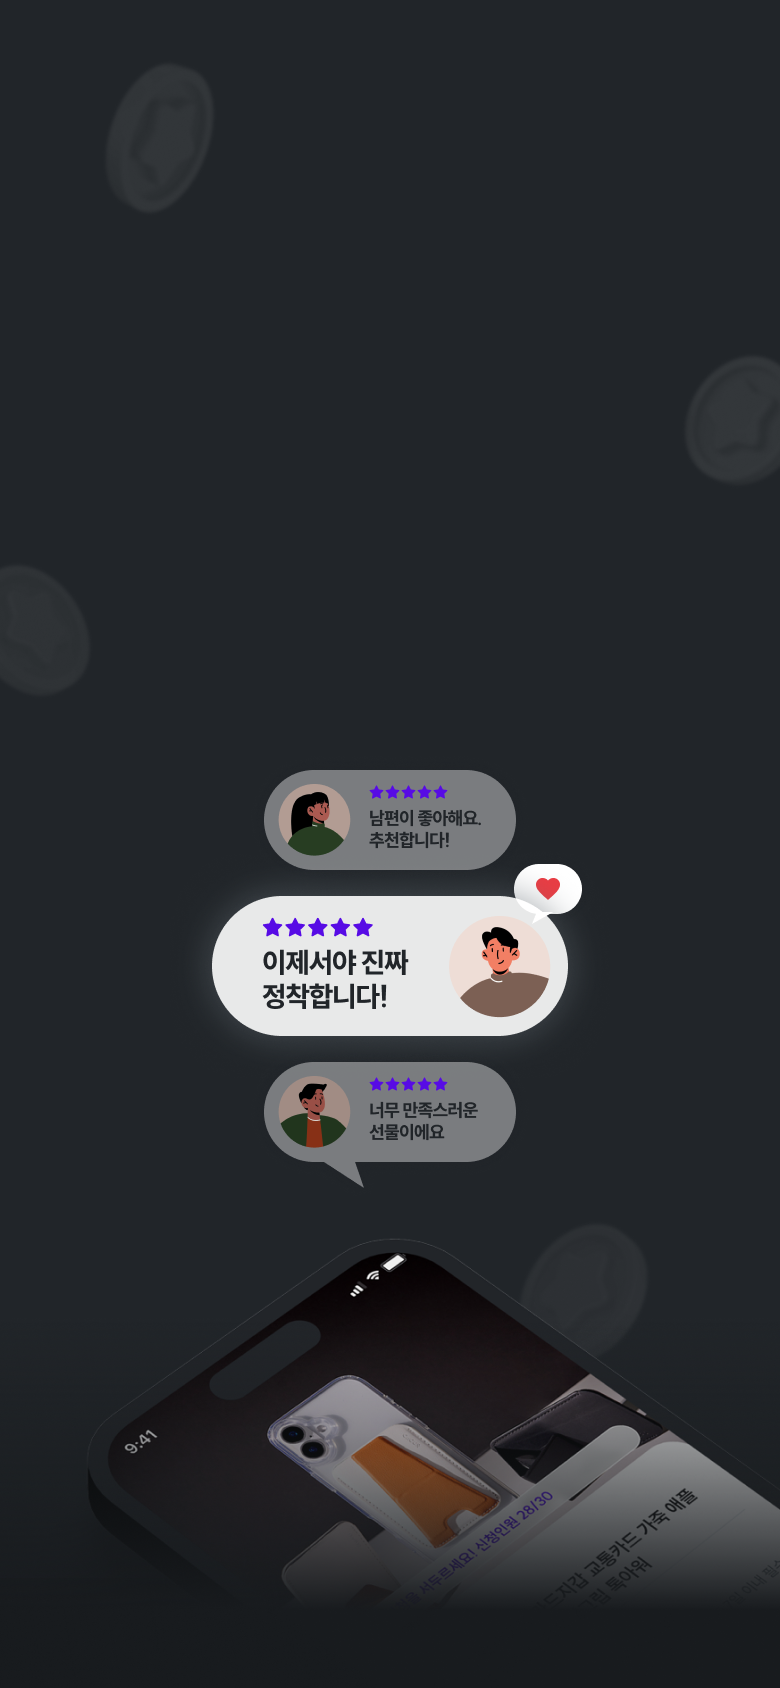 남편이 좋아해요.
추천합니다!
이제서야 진짜
정착합니다!
너무 만족스러운
선물이에요
9:41
서두르세요! 신청인원 28/30
드지갑 교통카드 가죽 애플
톡아워